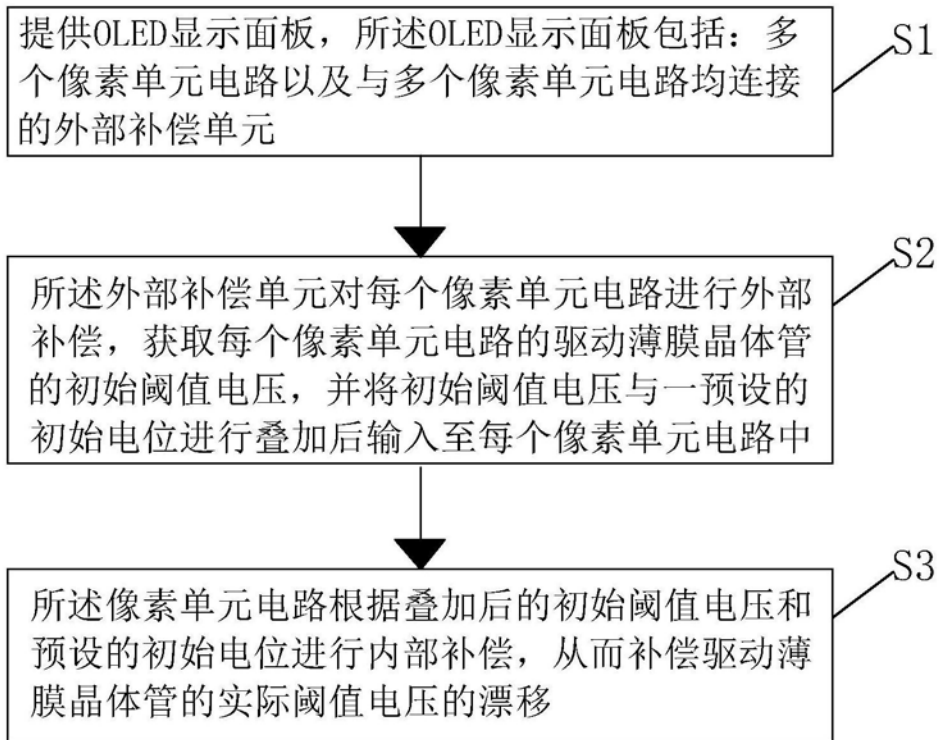 提供OLED显示面板，所述OLED显示面板包括：多
个像素单元电路以及与多个像素单元电路均连接
的外部补偿单元
S1
所述外部补偿单元对每个像素单元电路进行外部
补偿，获取每个像素单元电路的驱动薄膜晶体管
的初始阈值电压，并将初始阈值电压与一预设的
初始电位进行叠加后输入至每个像素单元电路中
S2
所述像素单元电路根据叠加后的初始阈值电压和
预设的初始电位进行内部补偿，从而补偿驱动薄
膜晶体管的实际阈值电压的漂移
S3